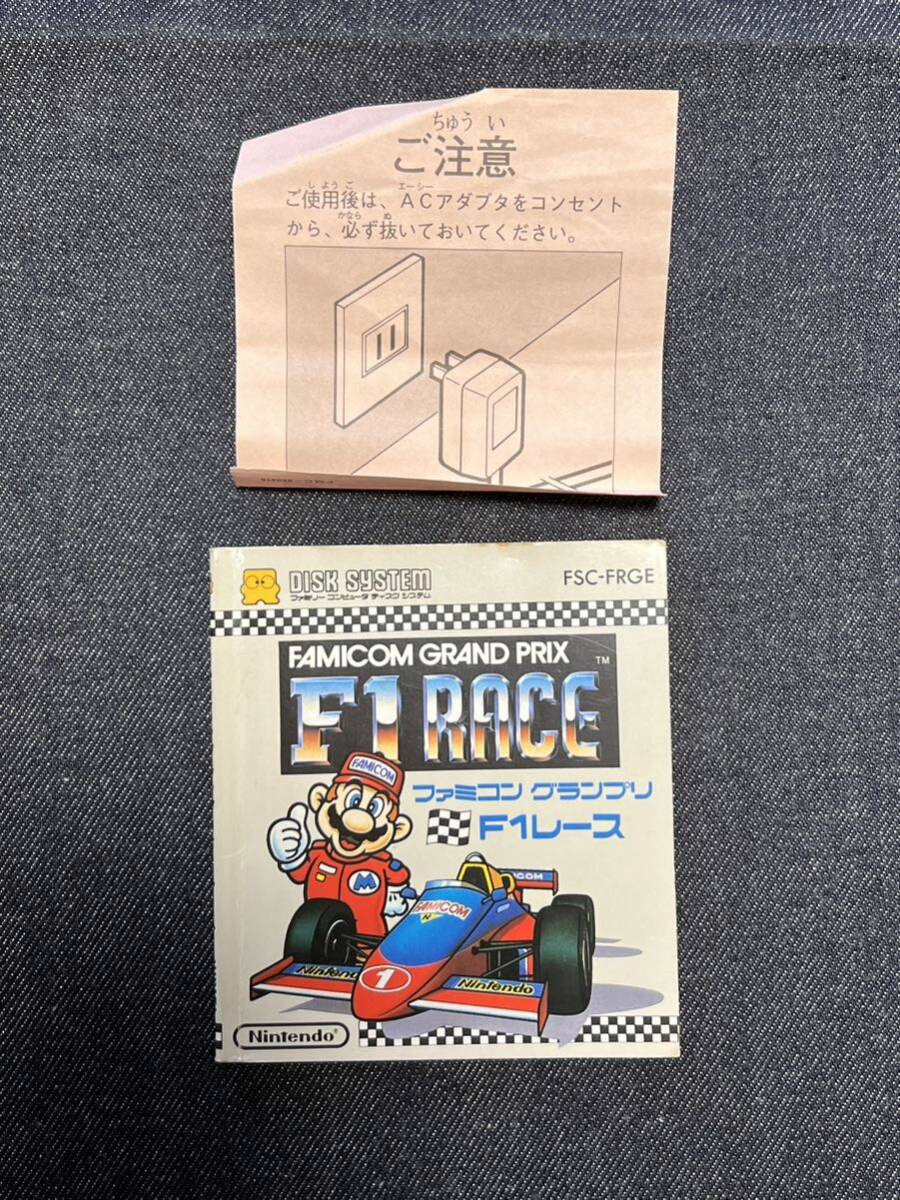 ちゅうい
ご注意
しようご エーシー
ご使用後は、ACアダプタをコンセント
かなら ぬ
から、必ず抜いておいてください。
DISK SYSTEM
ファミリー コンピュータ ディスク システム
FSC-FRGE
FAMICOM GRAND PRIX
F1 RACE TM
FAMICOM
ファミコン グランプリ
F1レース
M
FAMICOM
N
1
Nintendo
Nintendo
Nintendo